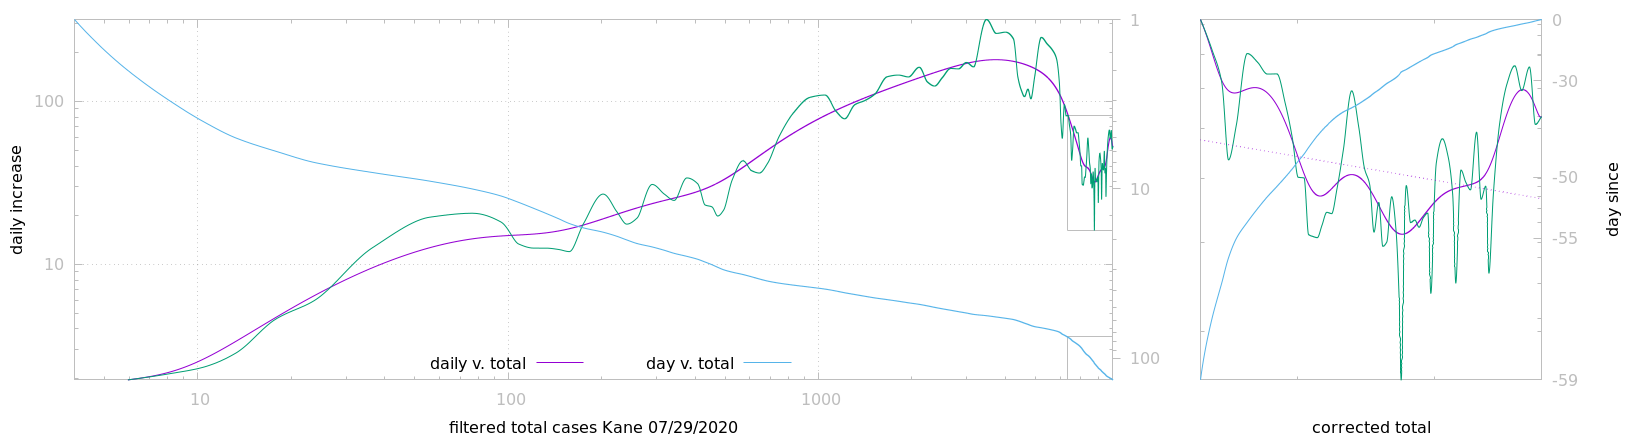 daily increase
100
10
10
100
1000
1
10
100
daily v. total
day v. total
filtered total cases Kane 07/29/2020
0
-30
-50
-55
-59
day since
corrected total